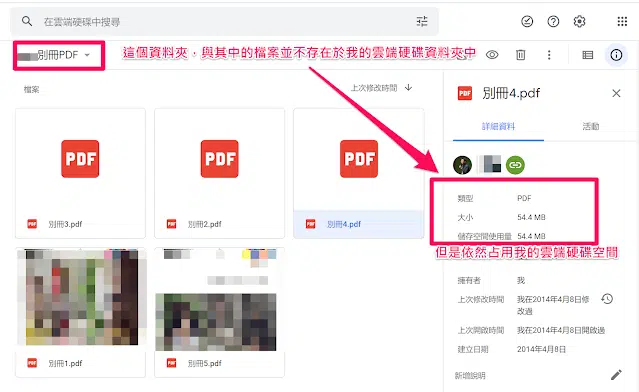 在雲端硬碟中搜尋
別冊PDF
這個資料夾，與其中的檔案並不存在於我的雲端硬碟資料夾中
檔案
上次修改時間
PDF
別冊3.pdf
PDF
別冊2.pdf
PDF
別冊4.pdf
別冊1.pdf
別冊5.pdf
別冊4.pdf
詳細資料
活動
類型 PDF
大小 54.4 MB
儲存空間使用量 54.4 MB
但是依然占用我的雲端硬碟空間
擁有者 我
上次修改時間 我在2014年4月8日修
改過
上次開啟時間 我在2014年4月8日開啟過
建立日期 2014年4月8日
新增說明